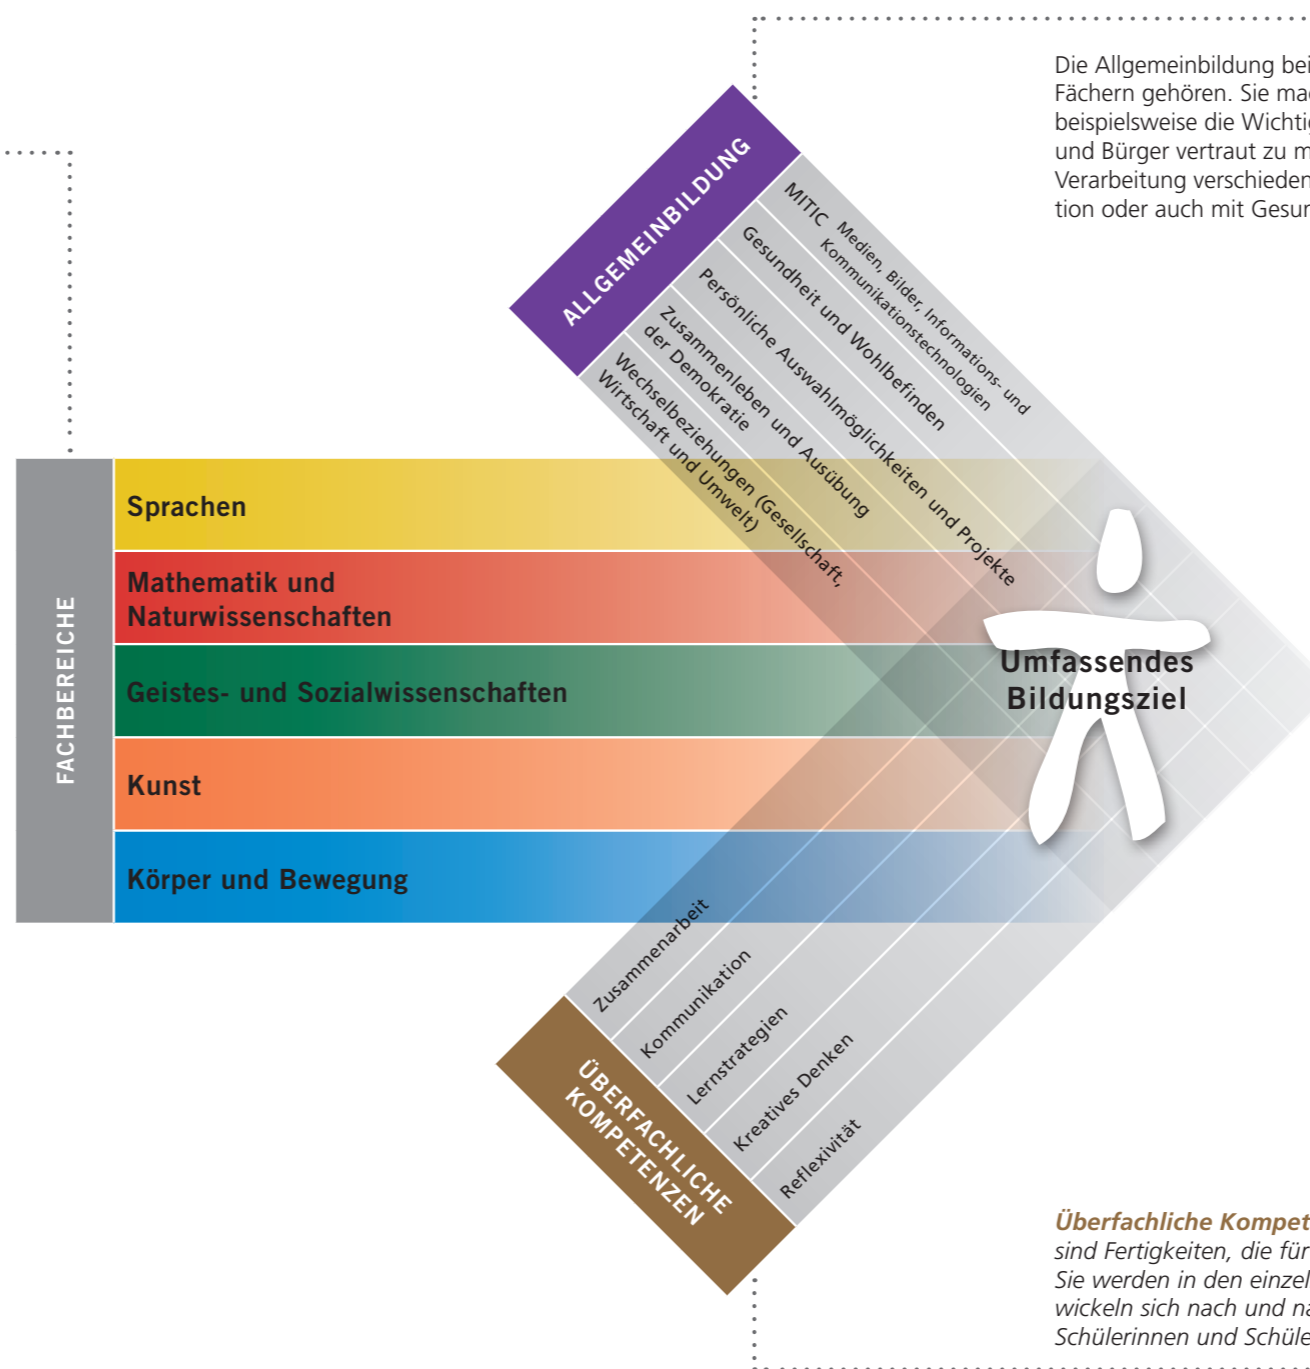 Die Allgemeinbildung bei
Fächern gehören. Sie mac
beispielsweise die Wichtig
und Bürger vertraut zu m
Verarbeitung verschieden
tion oder auch mit Gesun
ALLGEMEINBILDUNG
MITIC Medien, Bilder, Informations- und
Kommunikationstechnologien
Gesundheit und Wohlbefinden
Persönliche Auswahlmöglichkeiten und Projekte
Zusammenleben und Ausübung
der Demokratie
Wechselbeziehungen (Gesellschaft,
Wirtschaft und Umwelt)
FACHBEREICHE
Sprachen
Mathematik und
Naturwissenschaften
Geistes- und Sozialwissenschaften
Kunst
Körper und Bewegung
Umfassendes
Bildungsziel
Zusammenarbeit
Kommunikation
Lernstrategien
Kreatives Denken
Reflexivität
ÜBERFACHLICHE
KOMPETENZEN
Überfachliche Kompet
sind Fertigkeiten, die für
Sie werden in den einzel
wickeln sich nach und na
Schülerinnen und Schüle